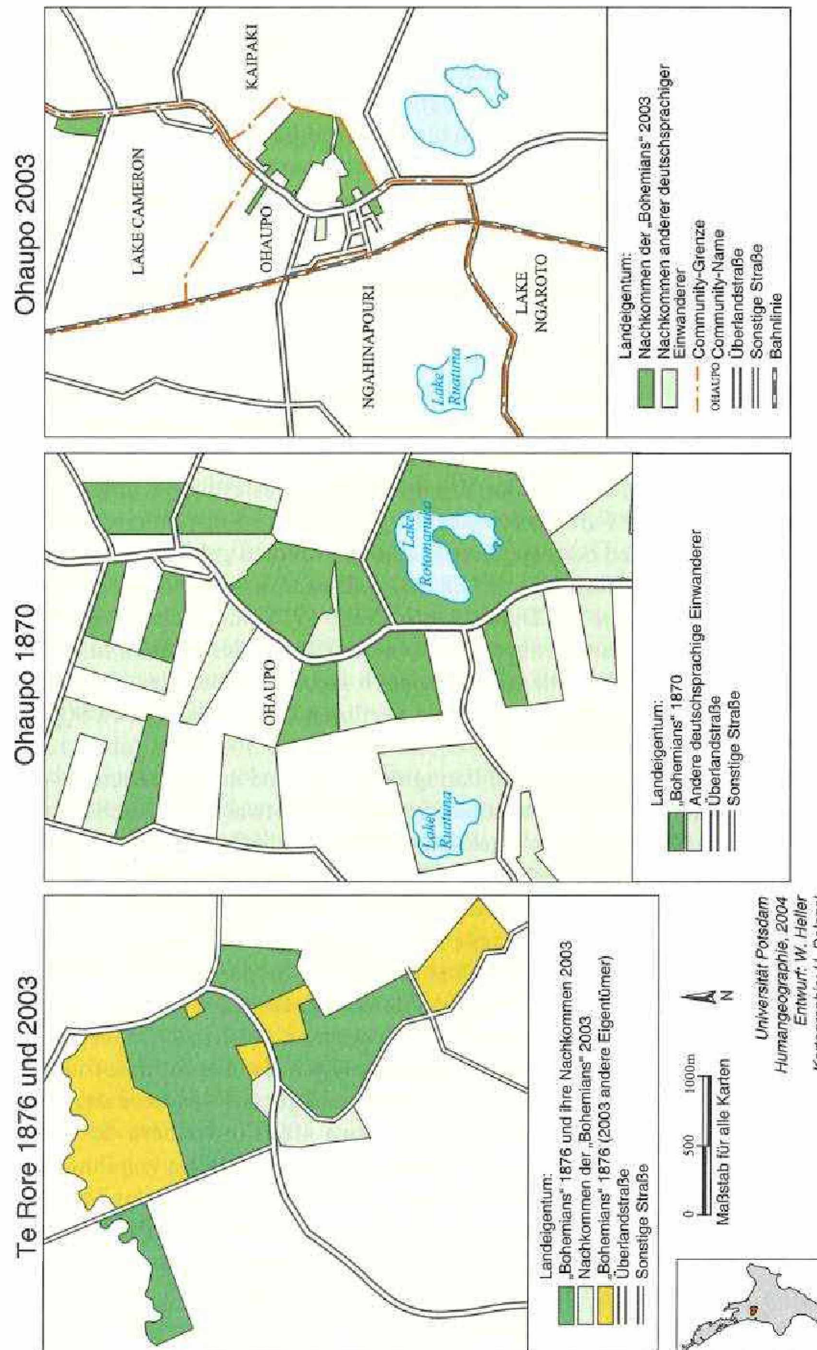 Te Rore 1876 und 2003
Landeigentum:
„Bohemians" 1876 und ihre Nachkommen 2003
Nachkommen der „Bohemians" 2003
„Bohemians" 1876 (2003 andere Eigentümer)
Überlandstraße
Sonstige Straße
0 500 1000m
Maßstab für alle Karten
N
Universität Potsdam
Humangeographie, 2004
Entwurf: W. Heller
Ohaupo 1870
OHAUPO
Lake
Rotomanuka
Lake
Ruatuna
Landeigentum:
„Bohemians" 1870
Andere deutschsprachige Einwanderer
Überlandstraße
Sonstige Straße
Ohaupo 2003
LAKE CAMERON
KAIPAKI
OHAUPO
NGAHINAPOURI
LAKE
NGAROTO
Lake
Ruatuna
Landeigentum:
Nachkommen der „Bohemians" 2003
Nachkommen anderer deutschsprachiger
Einwanderer
Community-Grenze
OHAUPO Community-Name
Überlandstraße
Sonstige Straße
Bahnlinie